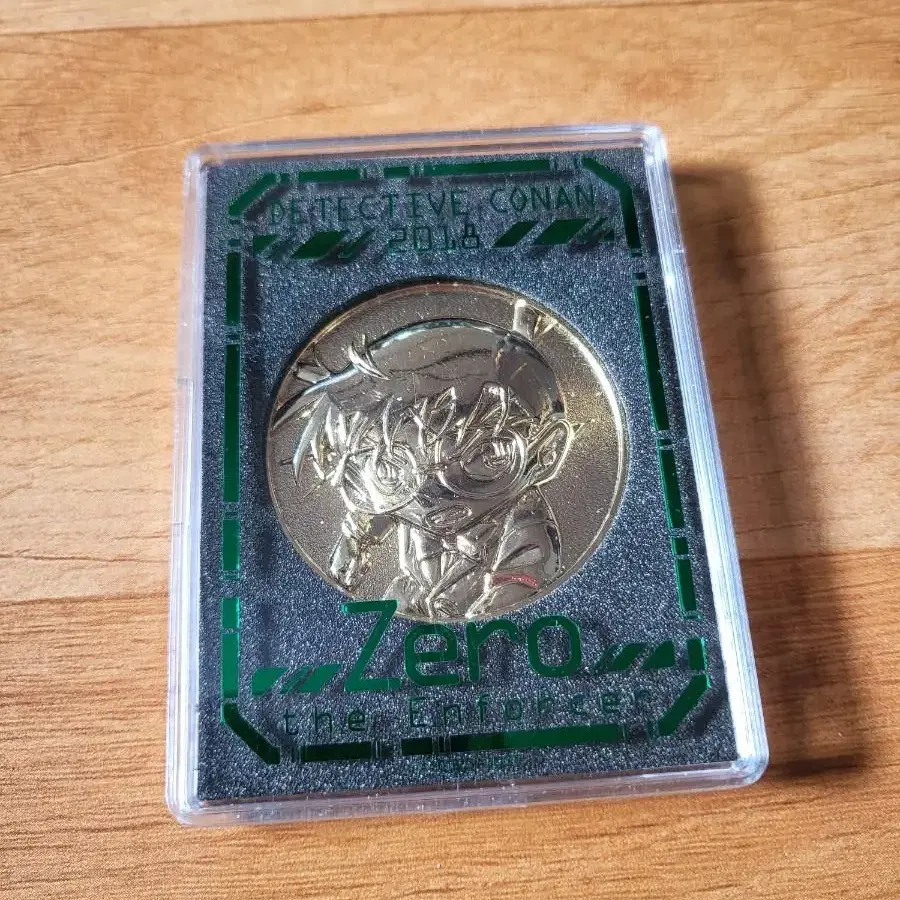 DETECTIVE CONAN
2018
Zero
the Enforcer